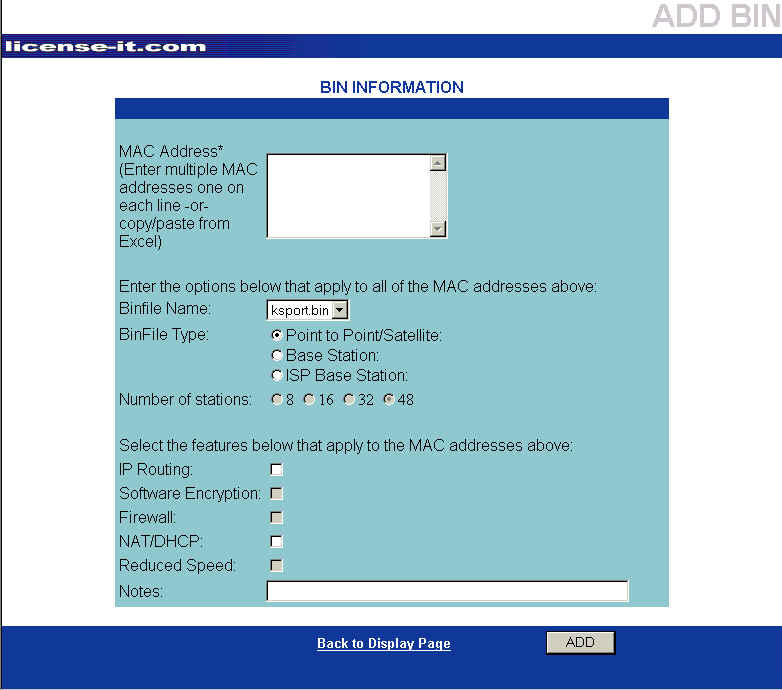 ADD BIN
license-it.com
BIN INFORMATION
MAC Address*
(Enter multiple MAC
addresses one on
each line -or-
copy/paste from
Excel)
Enter the options below that apply to all of the MAC addresses above:
Binfile Name: ksport.bin
BinFile Type: Point to Point/Satellite:
Base Station:
ISP Base Station:
Number of stations: 8 16 32 48
Select the features below that apply to the MAC addresses above:
IP Routing:
Software Encryption:
Firewall:
NAT/DHCP:
Reduced Speed:
Notes:
Back to Display Page ADD